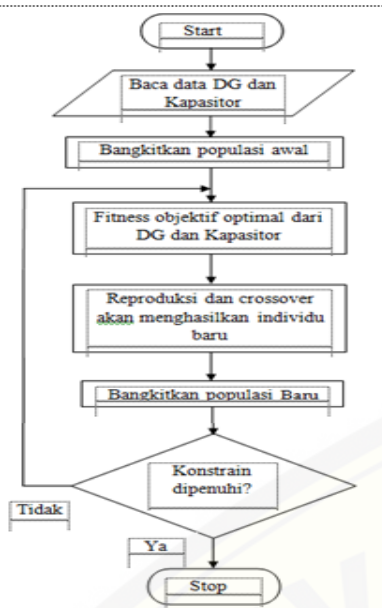 Start
Baca data DG dan
Kapasitor
Bangkitkan populasi awal
Fitness objektif optimal dari
DG dan Kapasitor
Reproduksi dan crossover
akan menghasilkan individu
baru
Bangkitkan populasi Baru
Konstrain
dipenuhi?
Tidak
Ya
Stop